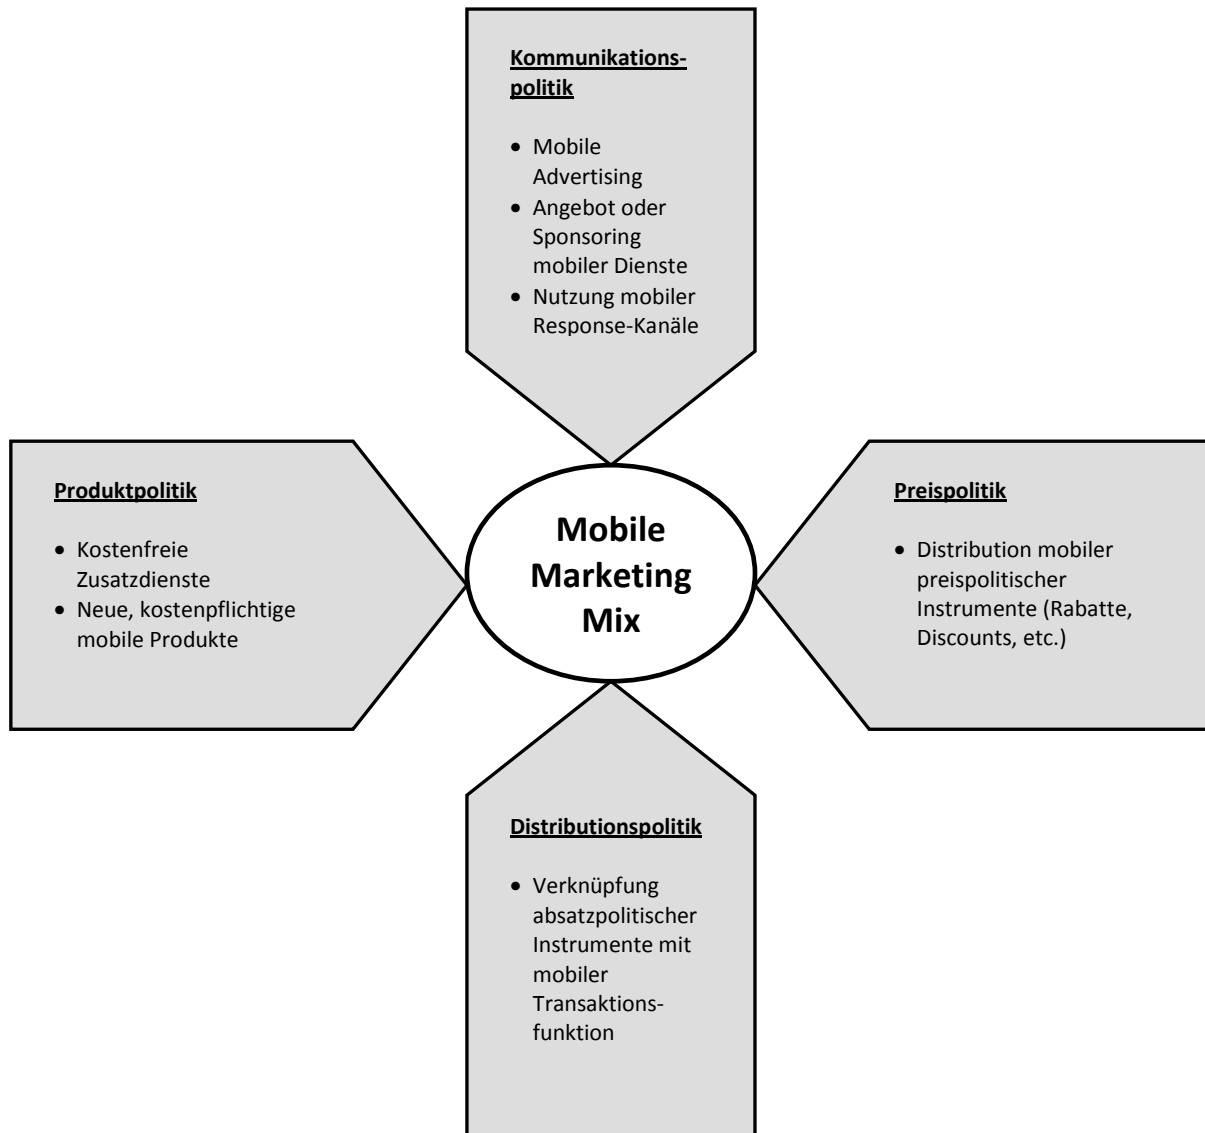 Kommunikations-
politik
• Mobile
Advertising
• Angebot oder
Sponsoring
mobiler Dienste
• Nutzung mobiler
Response-Kanäle
Produktpolitik
• Kostenfreie
Zusatzdienste
• Neue, kostenpflichtige
mobile Produkte
Mobile
Marketing
Mix
Preispolitik
• Distribution mobiler
preispolitischer
Instrumente (Rabatte,
Discounts, etc.)
Distributionspolitik
• Verknüpfung
absatzpolitischer
Instrumente mit
mobiler
Transaktions-
funktion